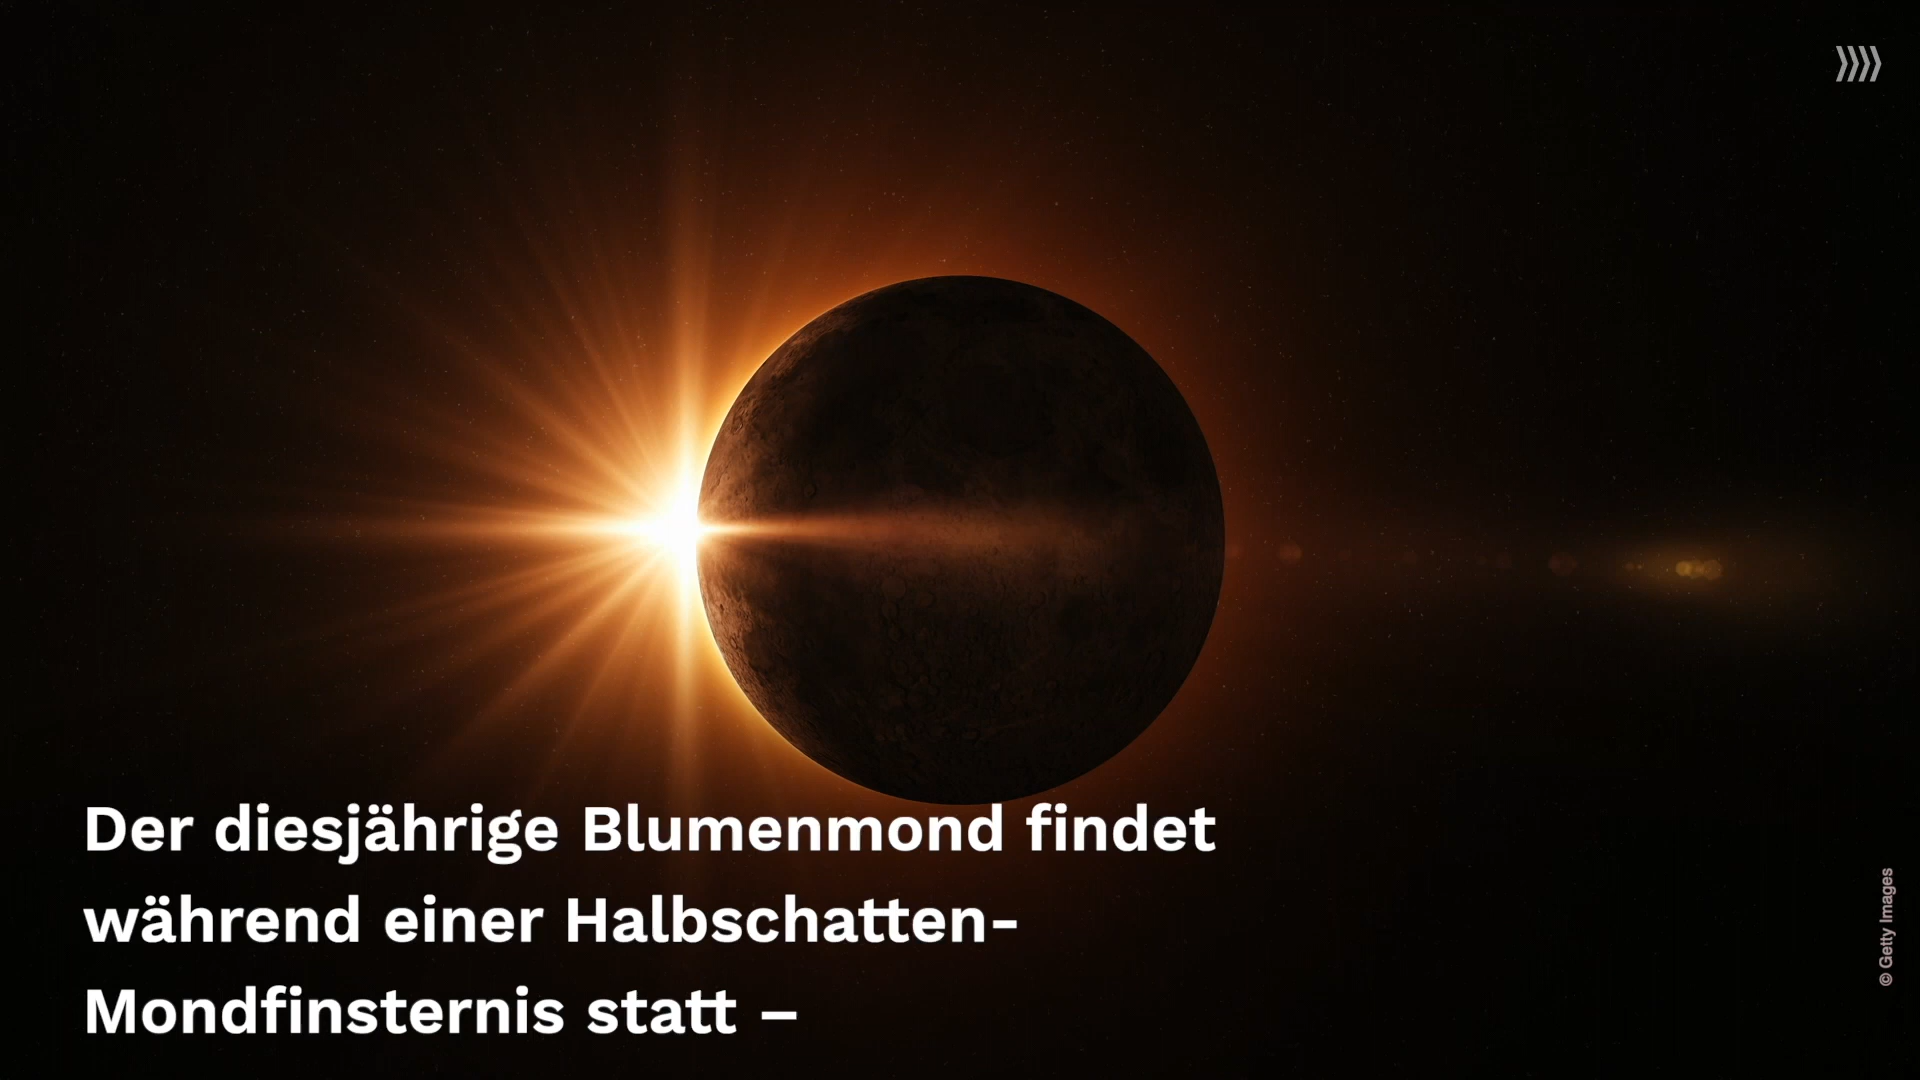 Der diesjährige Blumenmond findet
während einer Halbschatten-
Mondfinsternis statt –
© Getty Images